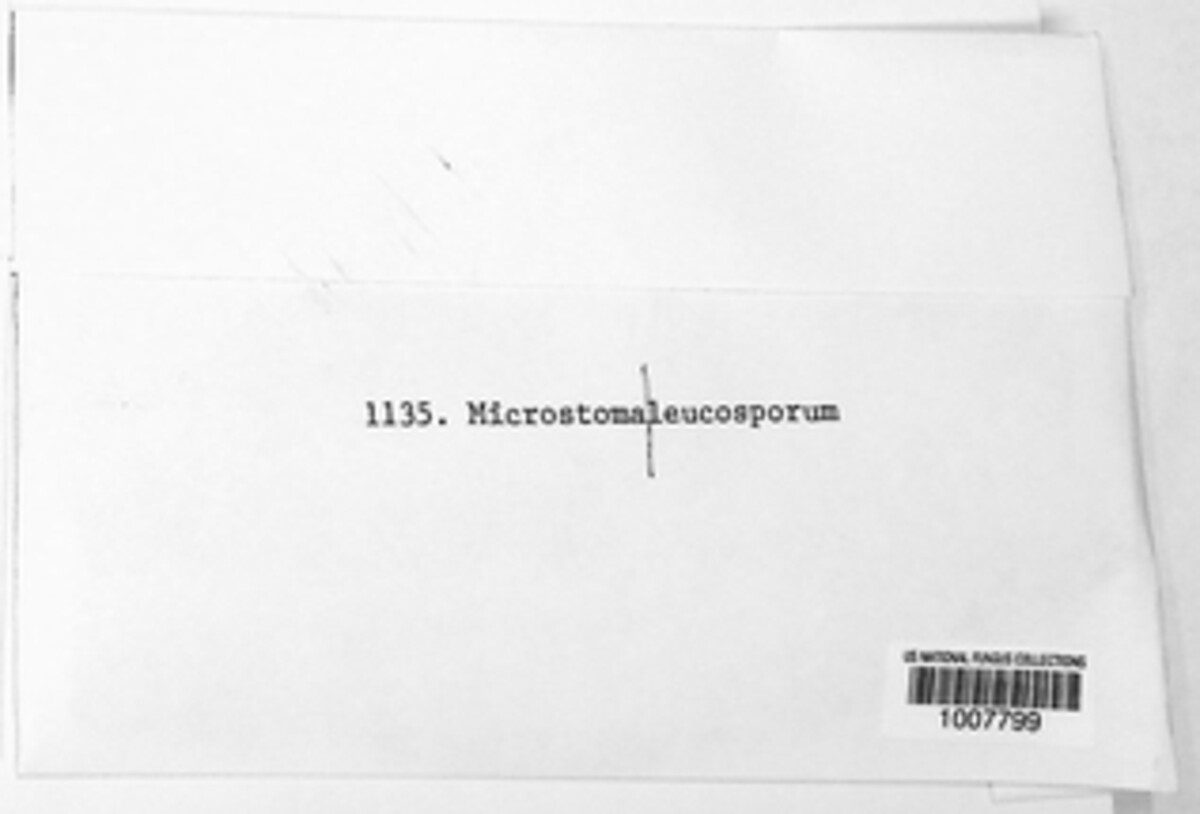 1135. Microstomaleucosporum
US NATIONAL FUNGUS COLLECTIONS
1007799